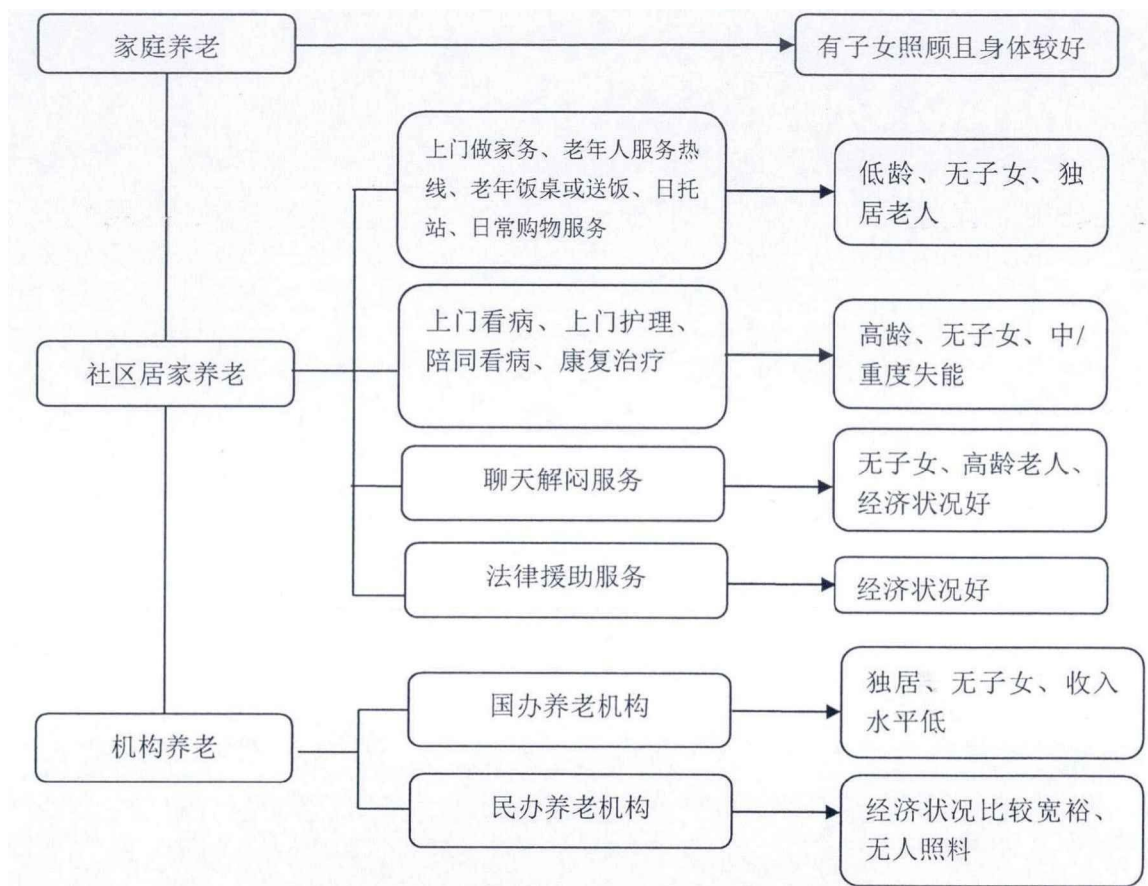 家庭养老
有子女照顾且身体较好
上门做家务、老年人服务热
线、老年饭桌或送饭、日托
站、日常购物服务
低龄、无子女、独
居老人
社区居家养老
上门看病、上门护理、
陪同看病、康复治疗
高龄、无子女、中/
重度失能
聊天解闷服务
无子女、高龄老人、
经济状况好
法律援助服务
经济状况好
机构养老
国办养老机构
独居、无子女、收入
水平低
民办养老机构
经济状况比较宽裕、
无人照料